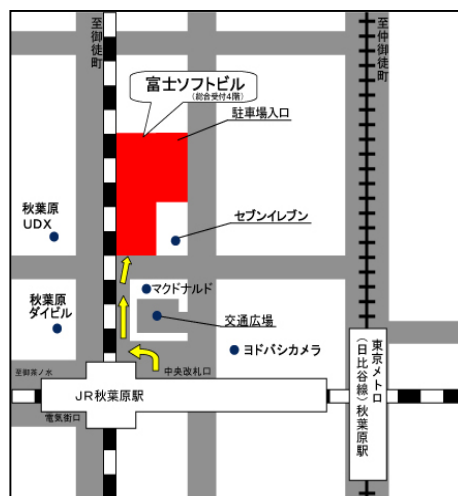 至御徒町
至仲御徒町
富士ソフトビル
(総合受付4階)
駐車場入口
秋葉原
UDX
セブンイレブン
マクドナルド
秋葉原
ダイビル
交通広場
ヨドバシカメラ
至御茶ノ水
中央改札口
JR秋葉原駅
電気街口
東京メトロ
(日比谷線)秋葉原駅